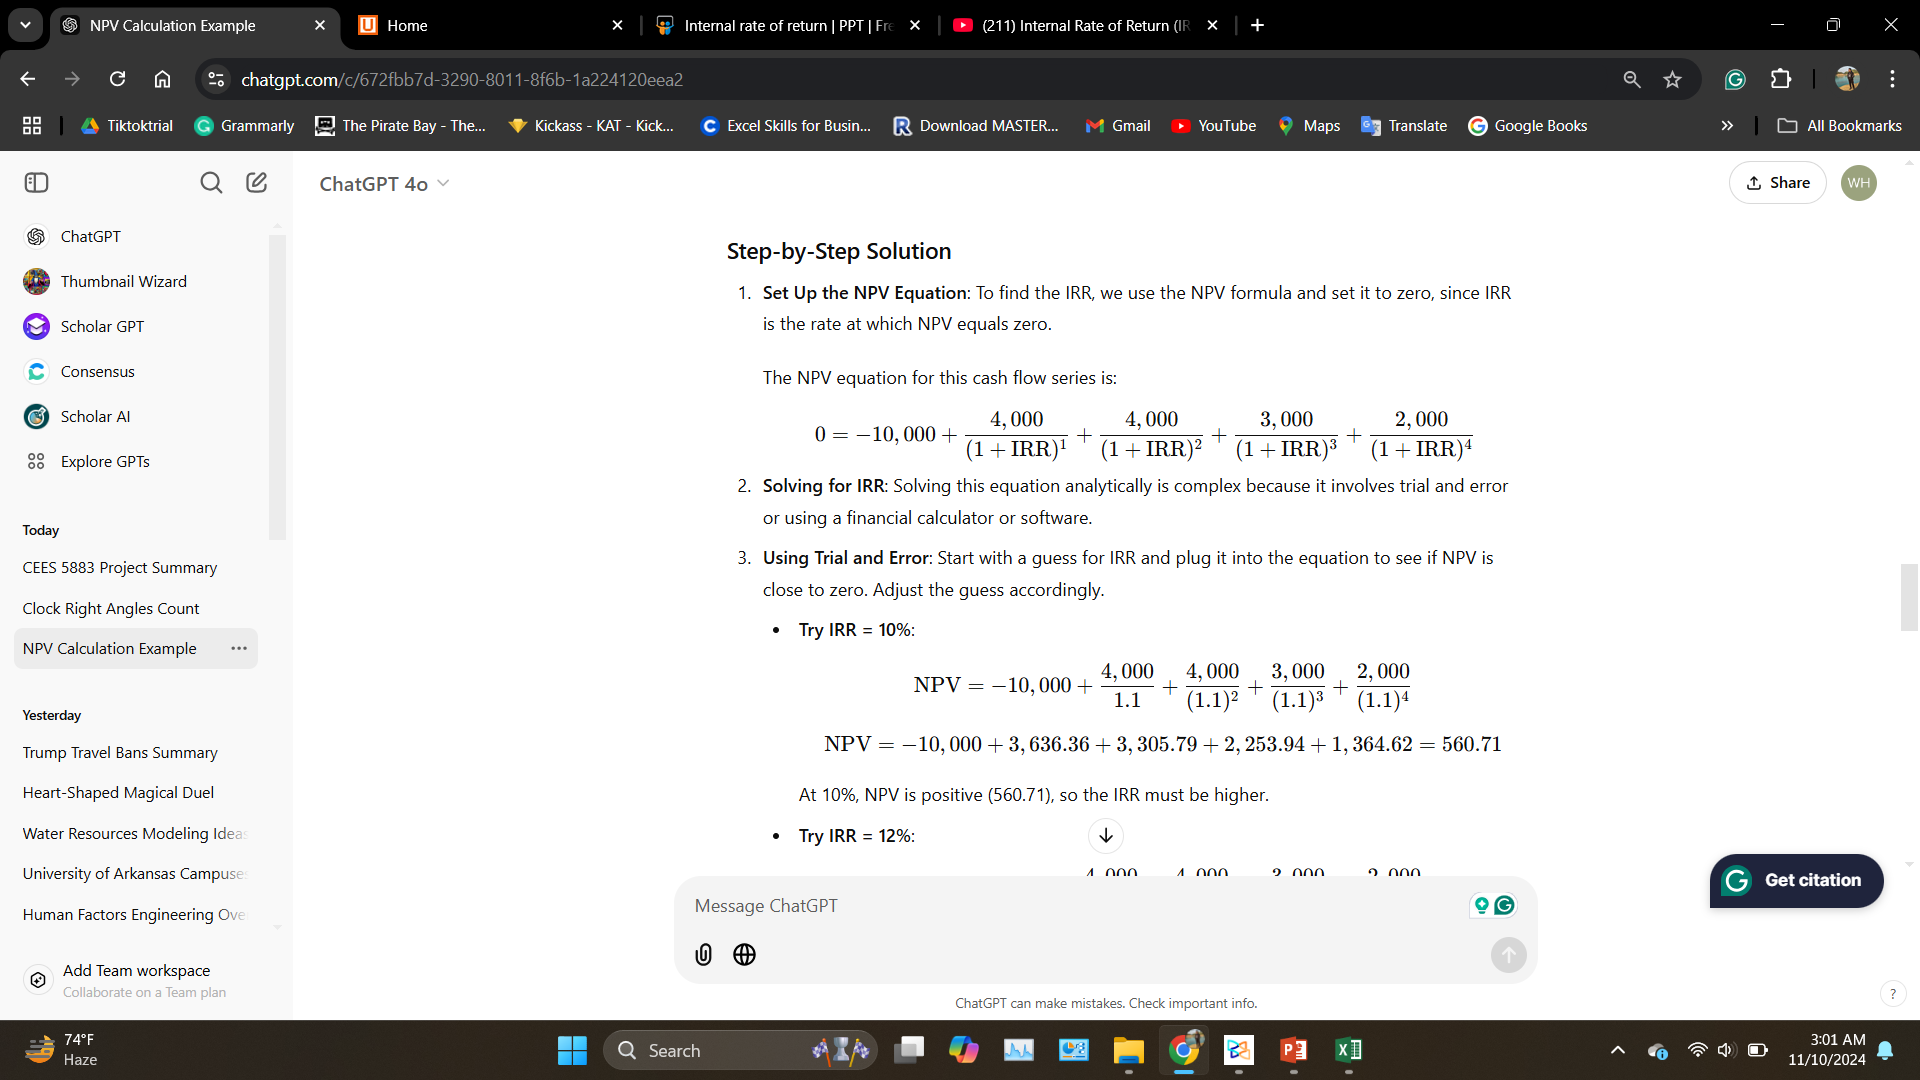 NPV Calculation Example
Home
Internal rate of return | PPT | Fre
(211) Internal Rate of Return (IR
chatgpt.com/c/672fbb7d-3290-8011-8f6b-1a224120eea2
Tiktoktrial
Grammarly
The Pirate Bay - The...
Kickass - KAT - Kick...
Excel Skills for Busin...
Download MASTER...
Gmail
YouTube
Maps
Translate
Google Books
All Bookmarks
ChatGPT 4o
Share
WH
ChatGPT
Thumbnail Wizard
Scholar GPT
Consensus
Scholar AI
Explore GPTs
Today
CEES 5883 Project Summary
Clock Right Angles Count
NPV Calculation Example
Yesterday
Trump Travel Bans Summary
Heart-Shaped Magical Duel
Water Resources Modeling Ideas
University of Arkansas Campuses
Human Factors Engineering Ove
Add Team workspace
Collaborate on a Team plan
Step-by-Step Solution
1. Set Up the NPV Equation: To find the IRR, we use the NPV formula and set it to zero, since IRR
is the rate at which NPV equals zero.
The NPV equation for this cash flow series is:
0 = −10,000 + 4,000/(1 + IRR)¹ + 4,000/(1 + IRR)² + 3,000/(1 + IRR)³ + 2,000/(1 + IRR)⁴
2. Solving for IRR: Solving this equation analytically is complex because it involves trial and error
or using a financial calculator or software.
3. Using Trial and Error: Start with a guess for IRR and plug it into the equation to see if NPV is
close to zero. Adjust the guess accordingly.
• Try IRR = 10%:
NPV = −10,000 + 4,000/1.1 + 4,000/(1.1)² + 3,000/(1.1)³ + 2,000/(1.1)⁴
NPV = −10,000 + 3,636.36 + 3,305.79 + 2,253.94 + 1,364.62 = 560.71
At 10%, NPV is positive (560.71), so the IRR must be higher.
• Try IRR = 12%:
4,000 4,000 3,000 2,000
Message ChatGPT
Get citation
ChatGPT can make mistakes. Check important info.
?
74°F
Haze
Search
3:01 AM
11/10/2024